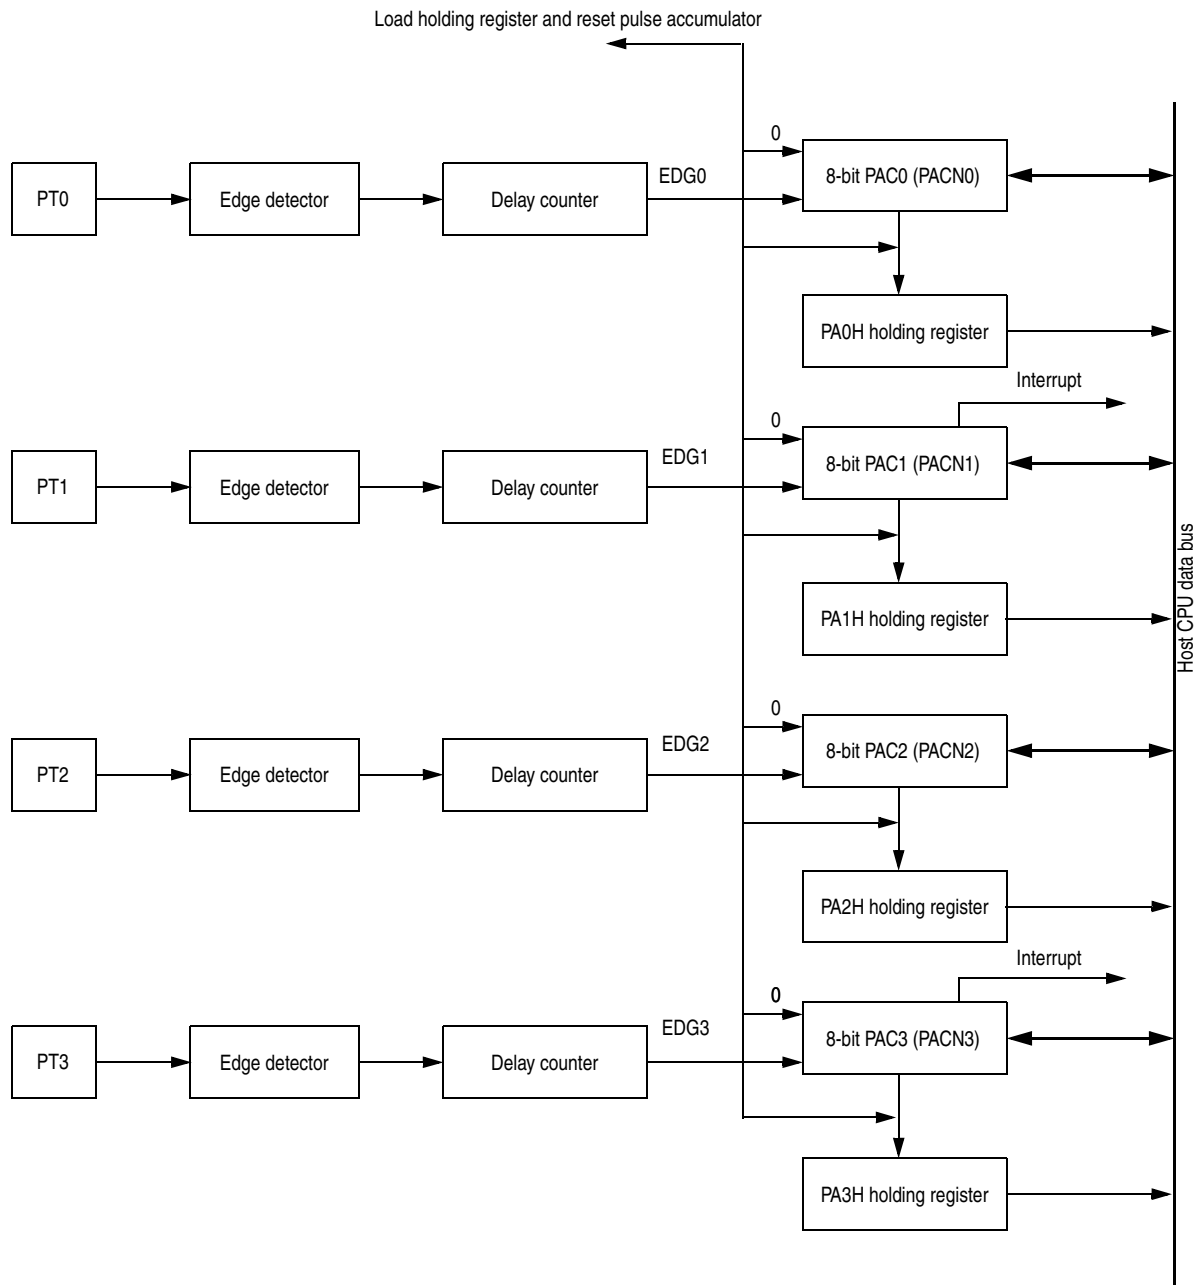 Load holding register and reset pulse accumulator
0
8-bit PAC0 (PACN0)
EDG0
PT0
Edge detector
Delay counter
PA0H holding register
Interrupt
0
8-bit PAC1 (PACN1)
EDG1
PT1
Edge detector
Delay counter
PA1H holding register
Host CPU data bus
0
8-bit PAC2 (PACN2)
EDG2
PT2
Edge detector
Delay counter
PA2H holding register
Interrupt
0
8-bit PAC3 (PACN3)
EDG3
PT3
Edge detector
Delay counter
PA3H holding register